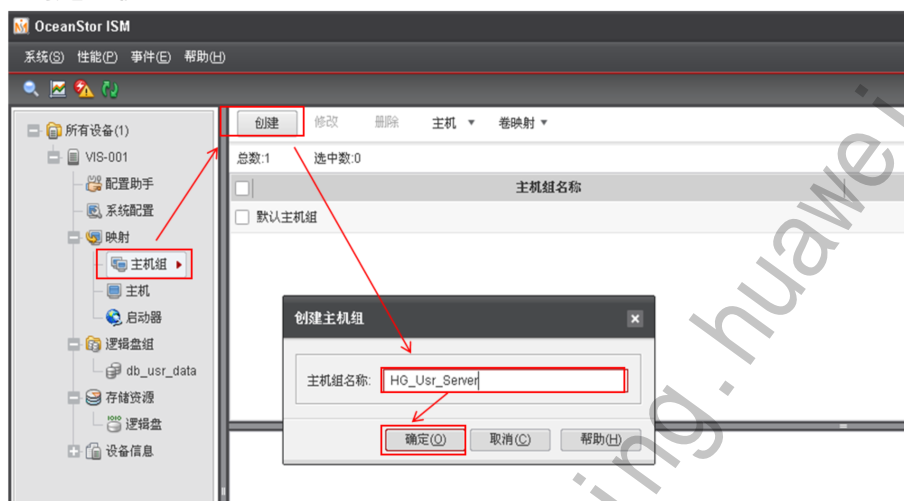 OceanStor ISM
系统(S) 性能(P) 事件(E) 帮助(H)
所有设备(1)
VIS-001
配置助手
系统配置
映射
主机组
主机
启动器
逻辑盘组
db_usr_data
存储资源
逻辑盘
设备信息
创建 修改 删除 主机 卷映射
总数:1 选中数:0
主机组名称
默认主机组
创建主机组
主机组名称: HG_Usr_Server
确定(O) 取消(C) 帮助(H)
ing.huawei